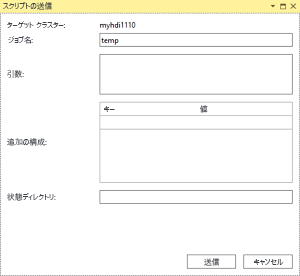 スクリプトの送信
ターゲット クラスター: myhdi1110
ジョブ名: temp
引数:
キー 値
追加の構成:
状態ディレクトリ:
送信 キャンセル